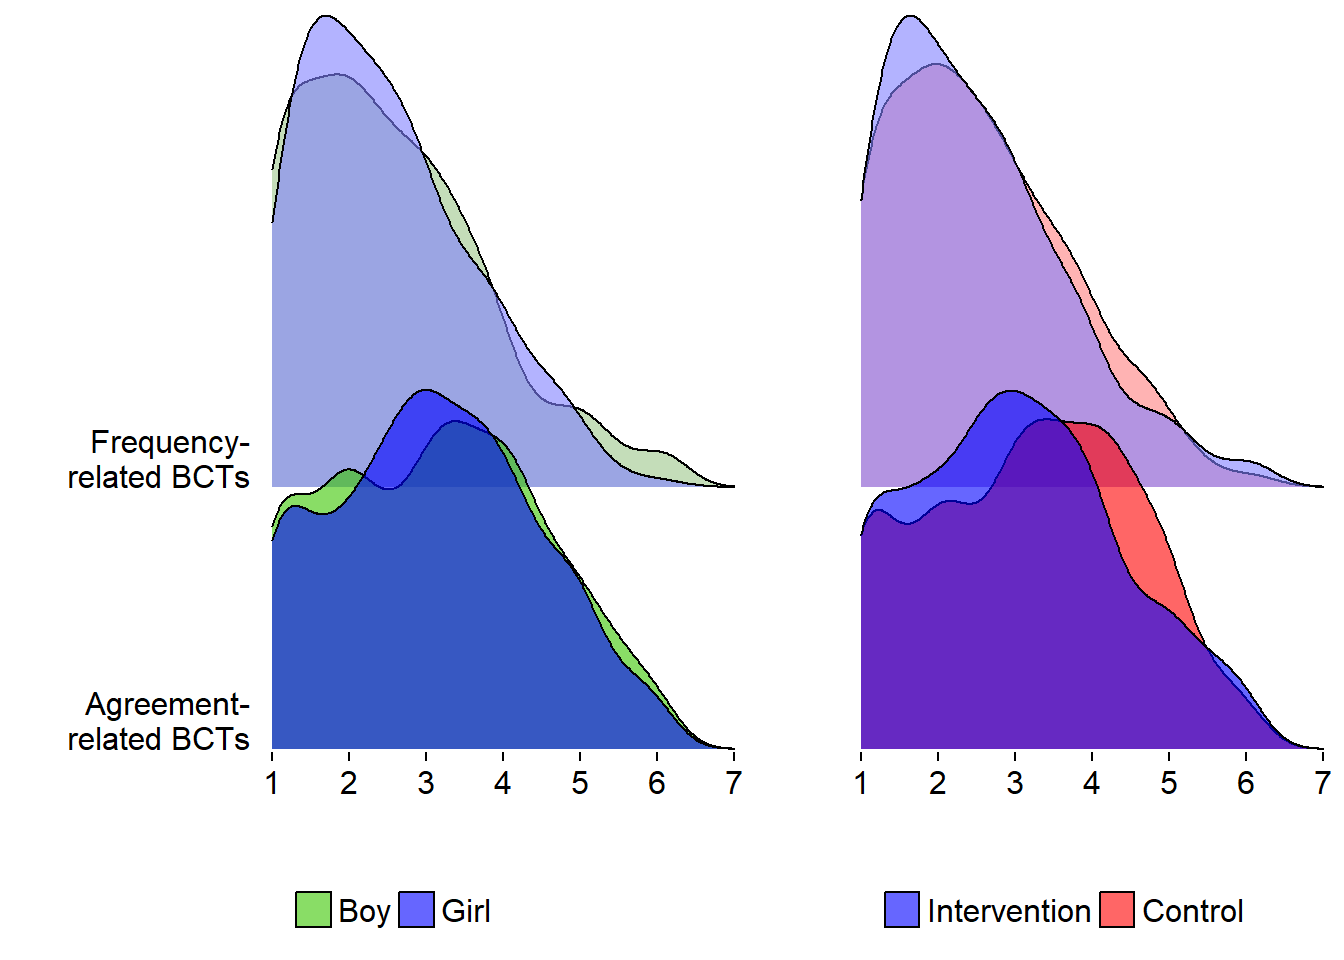 Frequency-
related BCTs
Agreement-
related BCTs
1 2 3 4 5 6 7
1 2 3 4 5 6 7
Boy Girl
Intervention Control